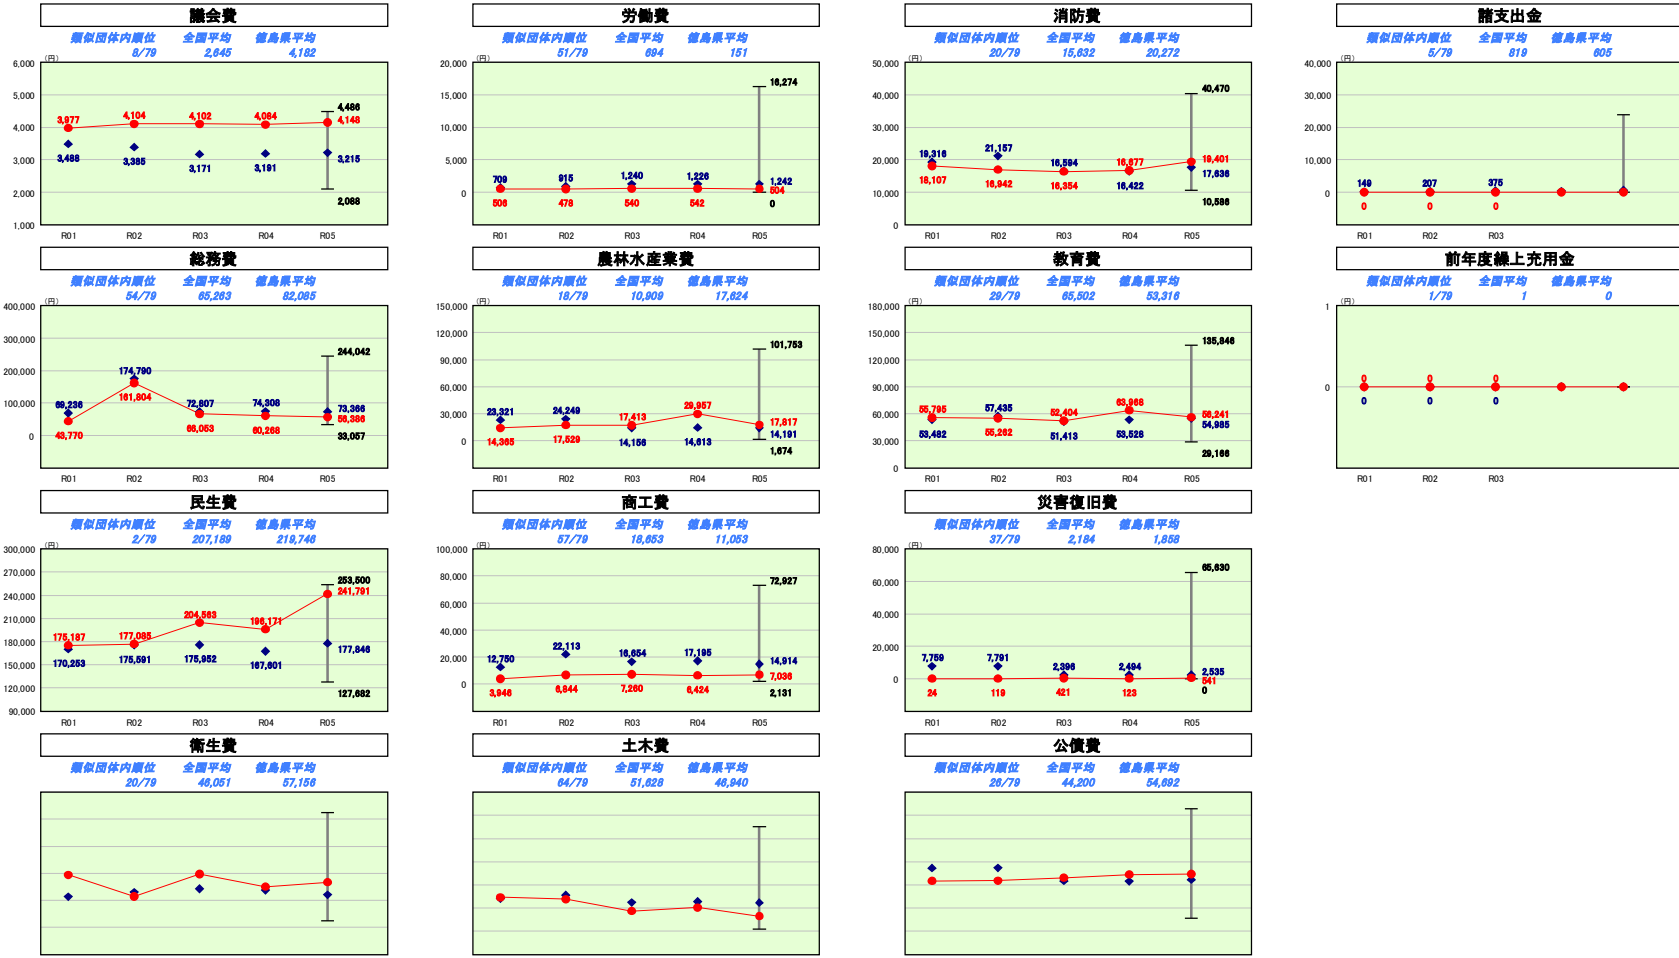 議会費
類似団体内順位 全国平均 徳島県平均
8/79 2,645 4,182
(円)
6,000
5,000
4,000
3,000
2,000
1,000
3,977 4,104 4,102 4,084 4,148
3,488 3,385 3,171 3,191 3,215
4,486
2,088
R01 R02 R03 R04 R05
労働費
類似団体内順位 全国平均 徳島県平均
51/79 694 151
(円)
20,000
15,000
10,000
5,000
0
709 915 1,240 1,226 1,242
506 478 540 542 504
16,274
0
R01 R02 R03 R04 R05
消防費
類似団体内順位 全国平均 徳島県平均
20/79 15,632 20,272
(円)
50,000
40,000
30,000
20,000
10,000
0
19,316 21,157 16,594 16,677 19,401
18,107 16,942 16,354 16,422 17,636
40,470
10,586
R01 R02 R03 R04 R05
諸支出金
類似団体内順位 全国平均 徳島県平均
5/79 819 605
(円)
40,000
30,000
20,000
10,000
0
149 207 375
0 0 0
R01 R02 R03
総務費
類似団体内順位 全国平均 徳島県平均
54/79 65,263 82,085
(円)
400,000
300,000
200,000
100,000
0
69,236 174,790 72,807 74,308 73,366
43,770 161,804 66,053 60,268 56,386
244,042
33,057
R01 R02 R03 R04 R05
農林水産業費
類似団体内順位 全国平均 徳島県平均
18/79 10,909 17,624
(円)
150,000
120,000
90,000
60,000
30,000
0
23,321 24,249 17,413 29,957 17,817
14,365 17,529 14,156 14,613 14,191
101,753
1,674
R01 R02 R03 R04 R05
教育費
類似団体内順位 全国平均 徳島県平均
29/79 65,502 53,316
(円)
180,000
150,000
120,000
90,000
60,000
30,000
0
55,795 57,435 52,404 63,968 56,241
53,482 55,262 51,413 53,528 54,985
135,846
29,166
R01 R02 R03 R04 R05
前年度繰上充用金
類似団体内順位 全国平均 徳島県平均
1/79 1 0
(円)
1
0
0 0 0
0 0 0
R01 R02 R03
民生費
類似団体内順位 全国平均 徳島県平均
2/79 207,189 219,746
(円)
300,000
270,000
240,000
210,000
180,000
150,000
120,000
90,000
175,187 177,085 204,563 196,171 241,791
170,253 175,591 175,952 167,601 177,846
253,500
127,682
R01 R02 R03 R04 R05
商工費
類似団体内順位 全国平均 徳島県平均
57/79 18,653 11,053
(円)
100,000
80,000
60,000
40,000
20,000
0
12,750 22,113 16,654 17,195 14,914
3,946 6,844 7,260 6,424 7,036
72,927
2,131
R01 R02 R03 R04 R05
災害復旧費
類似団体内順位 全国平均 徳島県平均
37/79 2,184 1,858
(円)
80,000
60,000
40,000
20,000
0
7,759 7,791 2,396 2,494 2,535
24 119 421 123 541
65,630
0
R01 R02 R03 R04 R05
衛生費
類似団体内順位 全国平均 徳島県平均
20/79 46,051 57,156
土木費
類似団体内順位 全国平均 徳島県平均
64/79 51,628 46,940
公債費
類似団体内順位 全国平均 徳島県平均
26/79 44,200 54,692